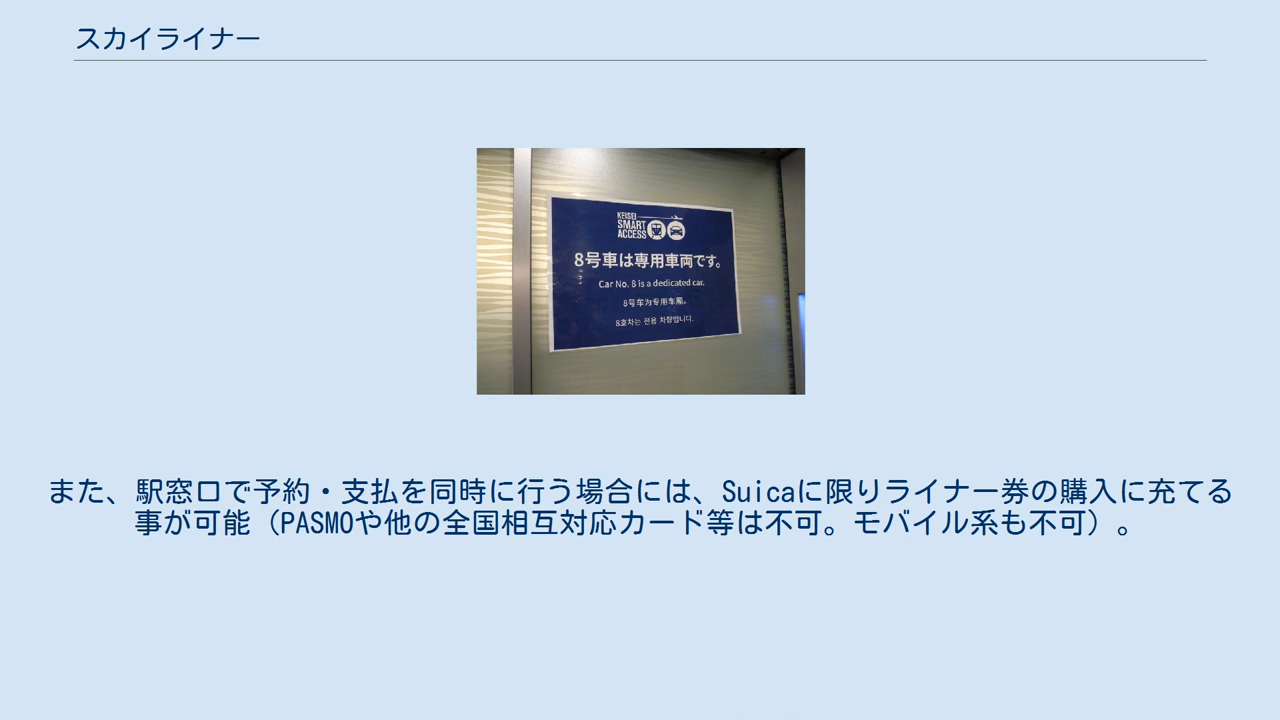 スカイライナー
KEISEI
SMART
ACCESS
8号車は専用車両です。
Car No. 8 is a dedicated car.
8号车为专用车厢。
8호차는 전용 차량입니다.
また、駅窓口で予約・支払を同時に行う場合には、Suicaに限りライナー券の購入に充てる
事が可能（PASMOや他の全国相互対応カード等は不可。モバイル系も不可）。